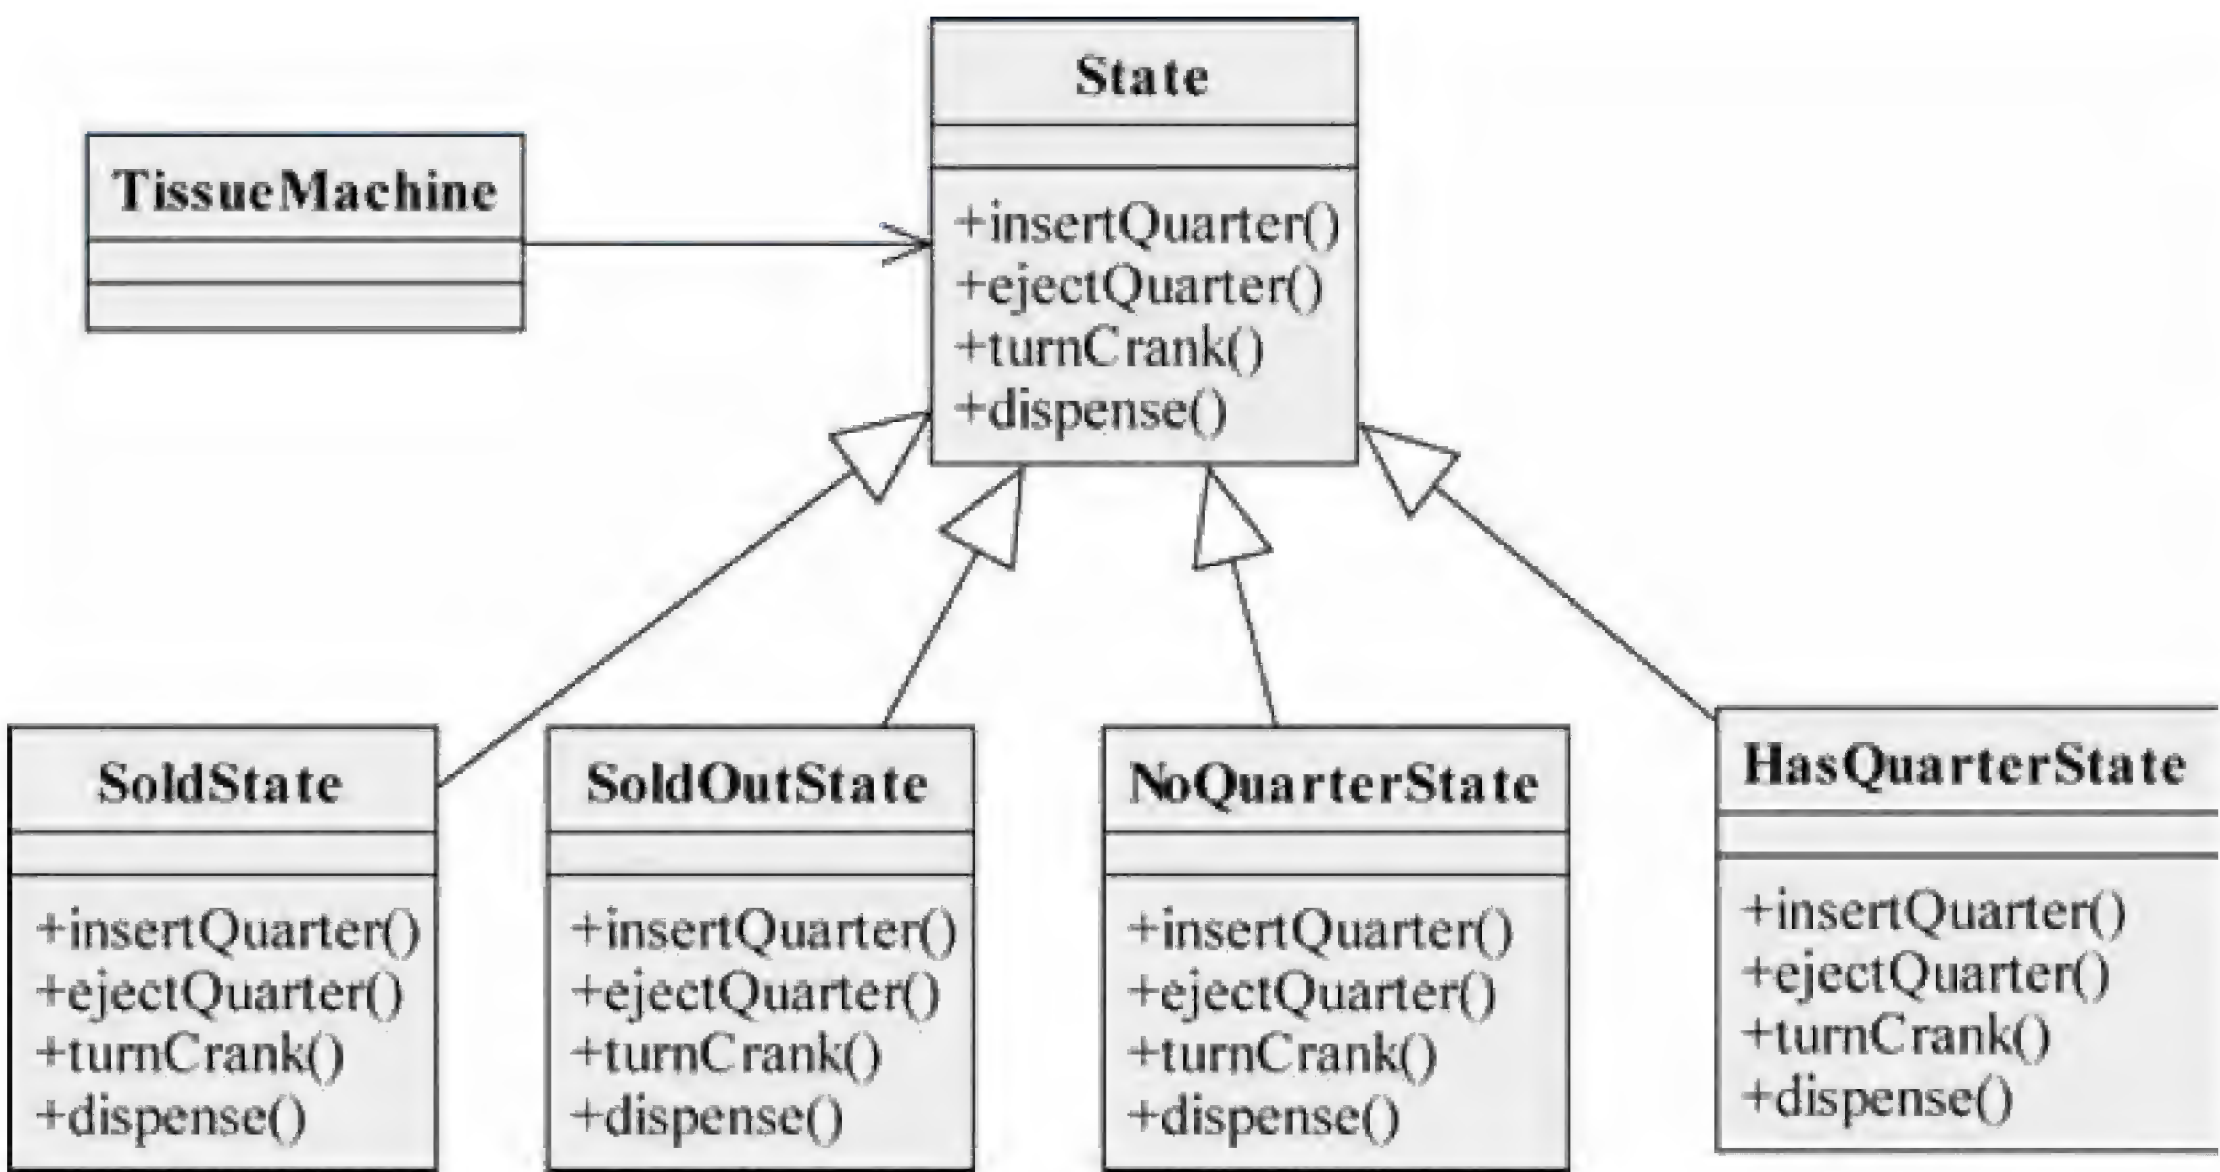 State
+insertQuarter()
+ejectQuarter()
+turnCrank()
+dispense()
TissueMachine
SoldState
+insertQuarter()
+ejectQuarter()
+turnCrank()
+dispense()
SoldOutState
+insertQuarter()
+ejectQuarter()
+turnCrank()
+dispense()
NoQuarterState
+insertQuarter()
+ejectQuarter()
+turnCrank()
+dispense()
HasQuarterState
+insertQuarter()
+ejectQuarter()
+turnCrank()
+dispense()